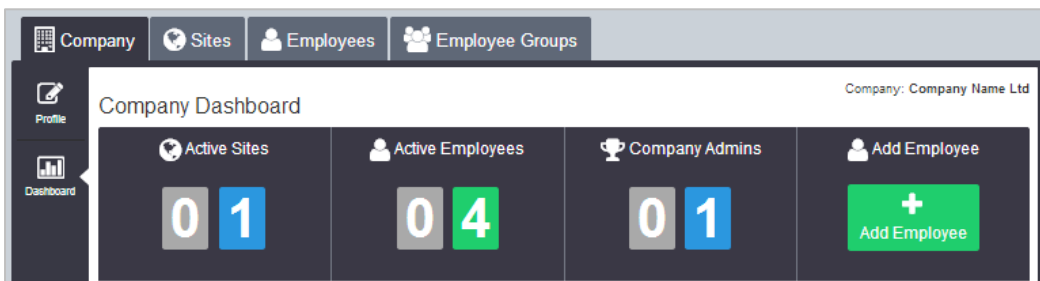 Company Sites Employees Employee Groups
Company: Company Name Ltd
Profile
Company Dashboard
Active Sites Active Employees Company Admins Add Employee
0 1 0 4 0 1
Add Employee
Dashboard